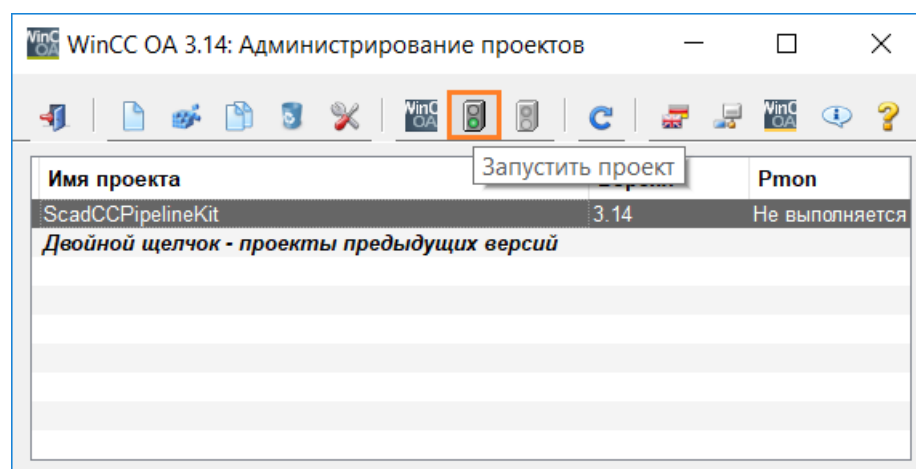 WinCC OA 3.14: Администрирование проектов
Запустить проект
Имя проекта
Pmon
ScadCCPipelineKit 3.14 Не выполняется
Двойной щелчок - проекты предыдущих версий